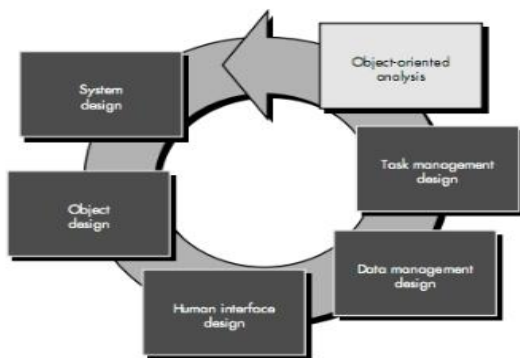 Object-oriented
analysis
System
design
Task management
design
Object
design
Data management
design
Human interface
design